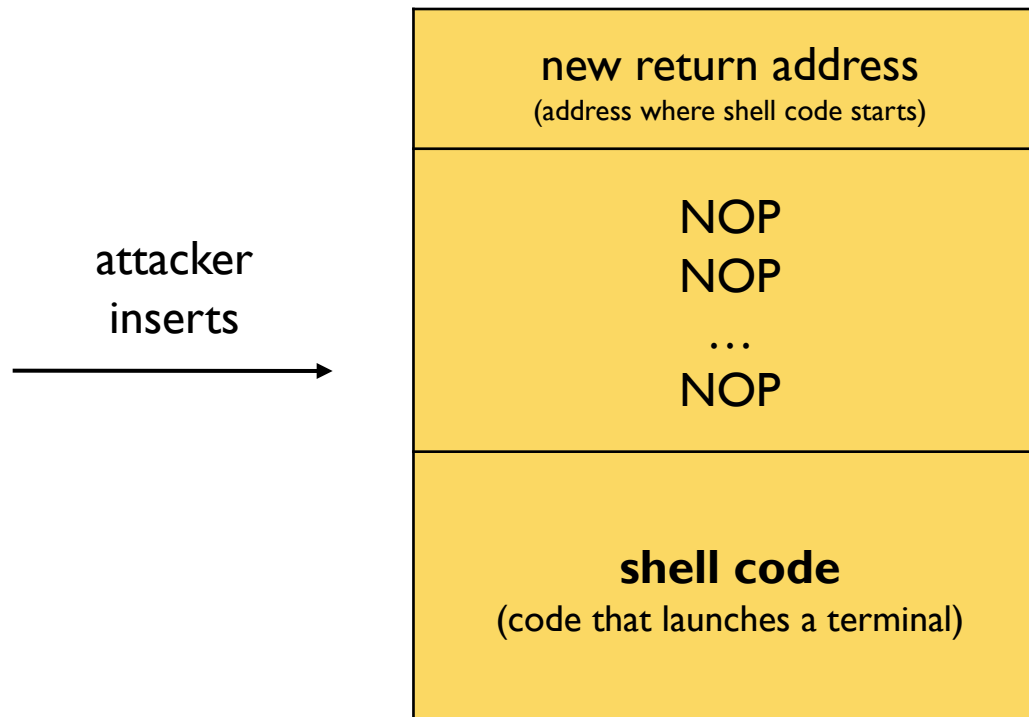 new return address
(address where shell code starts)
NOP
NOP
…
NOP
attacker
inserts
shell code
(code that launches a terminal)